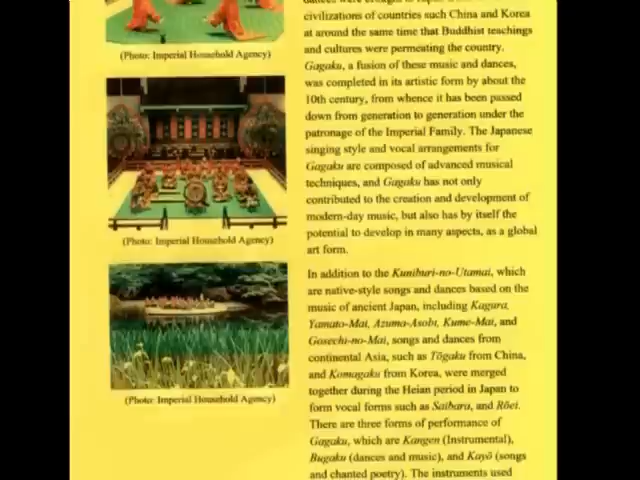 civilizations of countries such China and Korea
at around the same time that Buddhist teachings
and cultures were permeating the country.
Gagaku, a fusion of these music and dances,
was completed in its artistic form by about the
10th century, from whence it has been passed
down from generation to generation under the
patronage of the Imperial Family. The Japanese
singing style and vocal arrangements for
Gagaku are composed of advanced musical
techniques, and Gagaku has not only
contributed to the creation and development of
modern-day music, but also has by itself the
potential to develop in many aspects, as a global
art form.
In addition to the Kuniburi-no-Utamai, which
are native-style songs and dances based on the
music of ancient Japan, including Kagura,
Yamato-Mai, Azuma-Asobi, Kume-Mai, and
Gosechi-no-Mai, songs and dances from
continental Asia, such as Tōgaku from China,
and Komagaku from Korea, were merged
together during the Heian period in Japan to
form vocal forms such as Saibara, and Rōei.
There are three forms of performance of
Gagaku, which are Kangen (Instrumental),
Bugaku (dances and music), and Kayō (songs
and chanted poetry). The instruments used
(Photo: Imperial Household Agency)
(Photo: Imperial Household Agency)
(Photo: Imperial Household Agency)